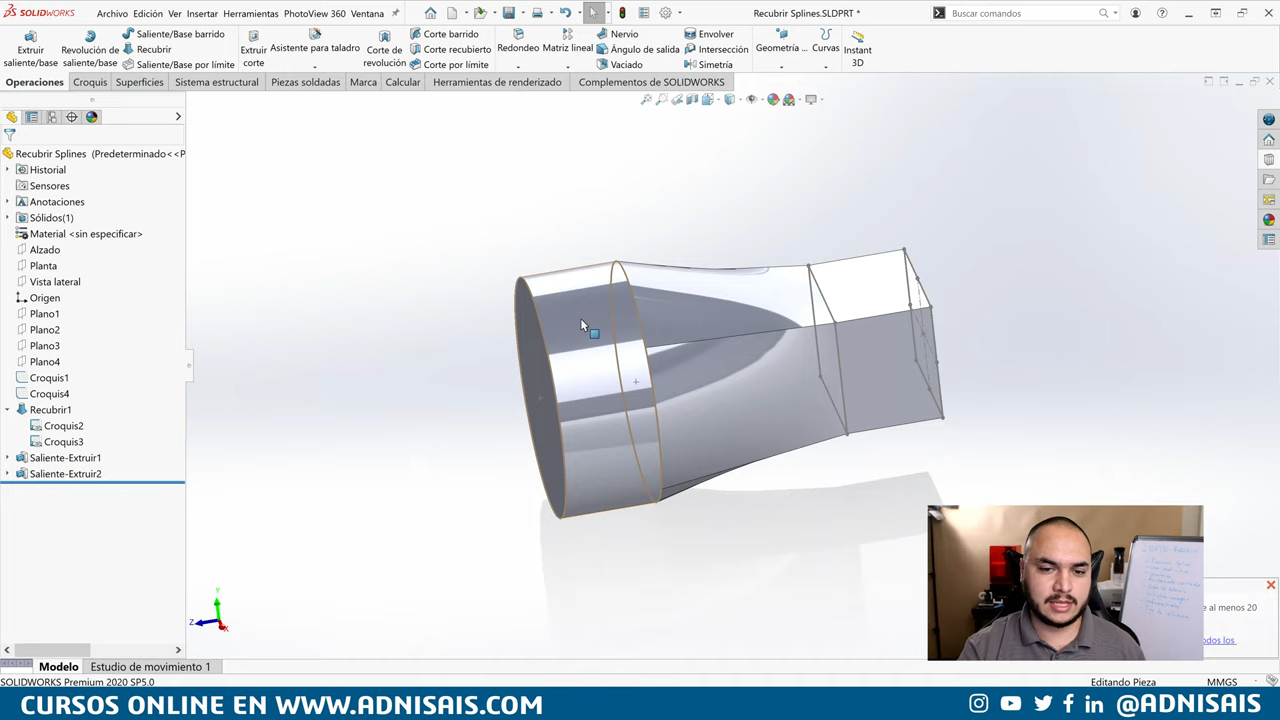 SOLIDWORKS
Archivo Edición Ver Insertar Herramientas PhotoView 360 Ventana
Recubrir Splines.SLDPRT *
Buscar comandos
Extruir saliente/base
Revolución de saliente/base
Saliente/Base barrido
Recubrir
Saliente/Base por límite
Extruir corte
Asistente para taladro
Corte de revolución
Corte barrido
Corte recubierto
Corte por límite
Redondeo
Matriz lineal
Nervio
Ángulo de salida
Vaciado
Envolver
Intersección
Simetría
Geometría ...
Curvas
Instant 3D
Operaciones Croquis Superficies Sistema estructural Piezas soldadas Marca Calcular Herramientas de renderizado Complementos de SOLIDWORKS
Recubrir Splines (Predeterminado<<P
Historial
Sensores
Anotaciones
Sólidos(1)
Material <sin especificar>
Alzado
Planta
Vista lateral
Origen
Plano1
Plano2
Plano3
Plano4
Croquis1
Croquis4
Recubrir1
Croquis2
Croquis3
Saliente-Extruir1
Saliente-Extruir2
Y
Z
X
e al menos 20
odos los
Modelo Estudio de movimiento 1
SOLIDWORKS Premium 2020 SP5.0
Editando Pieza
MMGS
CURSOS ONLINE EN WWW.ADNISAIS.COM
@ADNISAIS